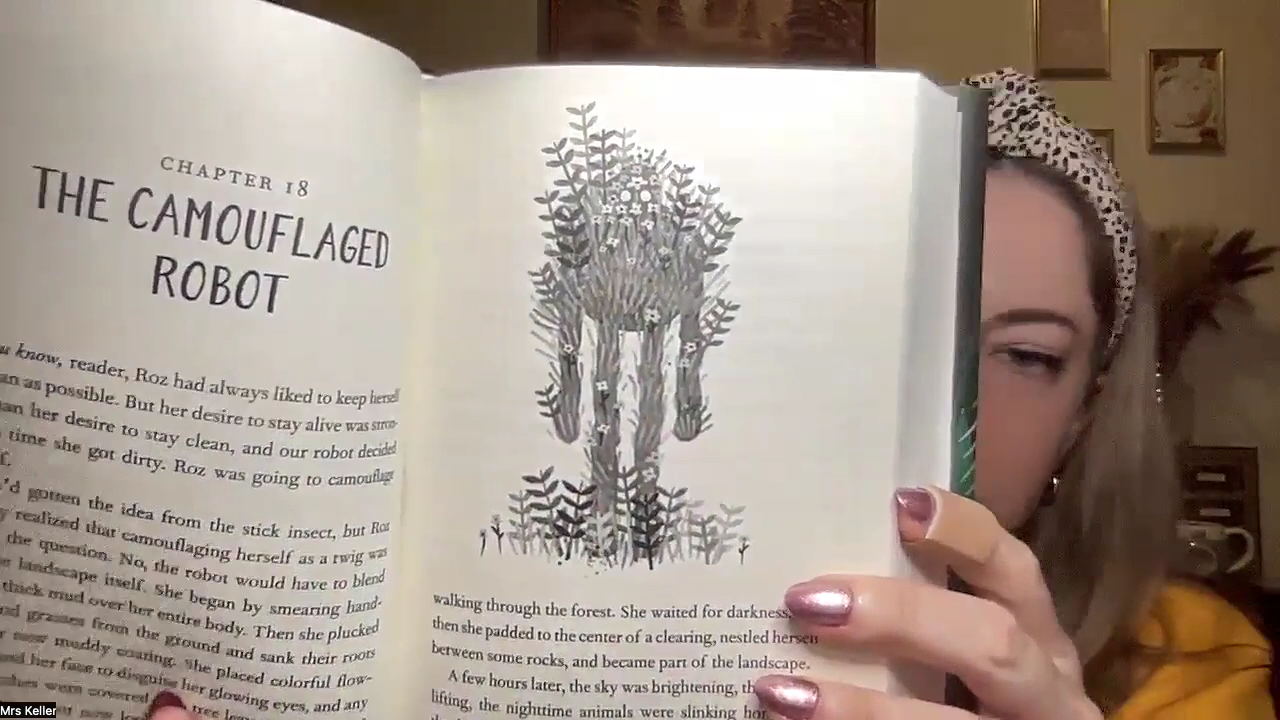 CHAPTER 18
THE CAMOUFLAGED
ROBOT
know, reader, Roz had always liked to keep herself
as possible. But her desire to stay alive was stron-
her desire to stay clean, and our robot decided
time she got dirty. Roz was going to camouflage
gotten the idea from the stick insect, but Roz
realized that camouflaging herself as a twig was
the question. No, the robot would have to blend
landscape itself. She began by smearing hand-
thick mud over her entire body. Then she plucked
grasses from the ground and sank their roots
muddy coating. She placed colorful flow-
her face to disguise her glowing eyes, and any
were covered tree
walking through the forest. She waited for darkness,
then she padded to the center of a clearing, nestled herself
between some rocks, and became part of the landscape.
A few hours later, the sky was brightening,
lifting, the nighttime animals were slinking
Mrs Keller